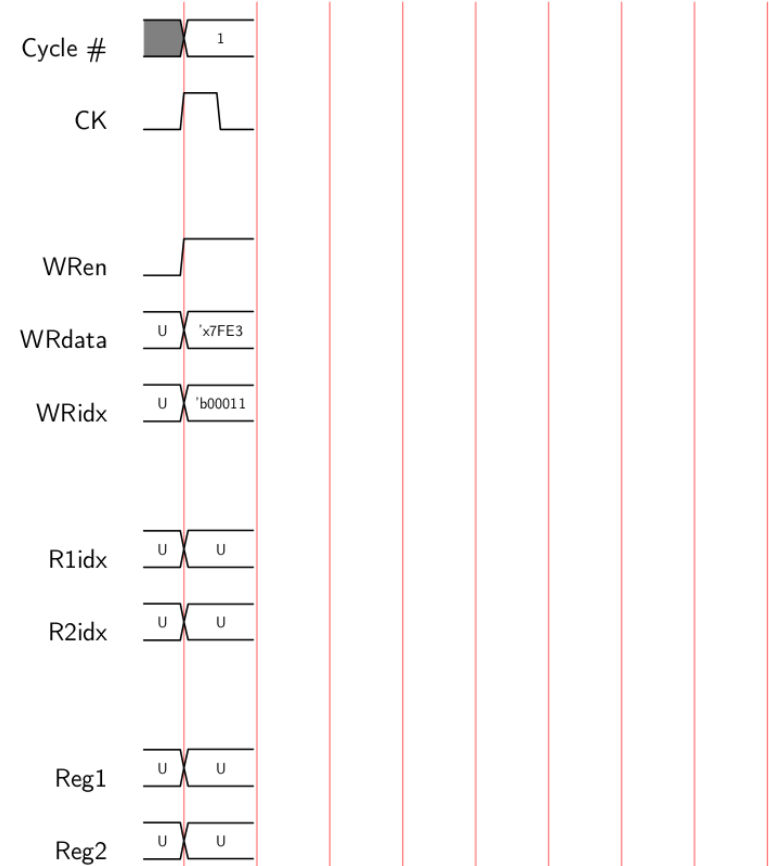 Cycle # 1
CK
WRen
WRdata U 'x7FE3
WRidx U 'b00011
R1idx U U
R2idx U U
Reg1 U U
Reg2 U U